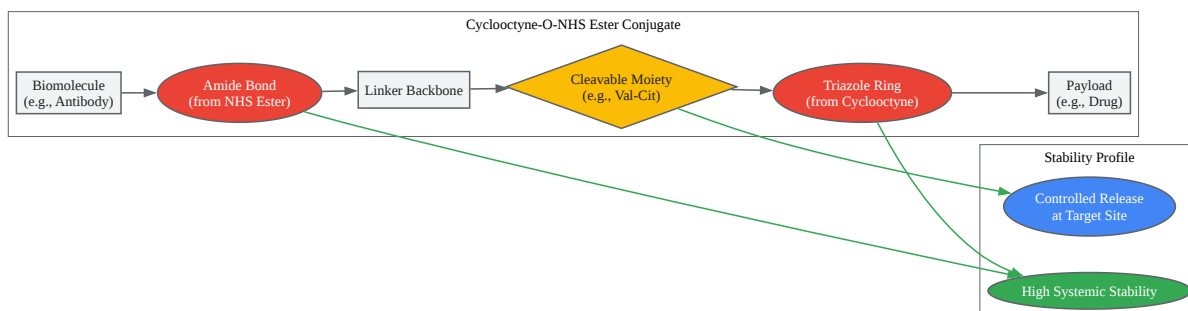 Cyclooctyne-O-NHS Ester Conjugate
Biomolecule
(e.g., Antibody)
Amide Bond
(from NHS Ester)
Linker Backbone
Cleavable Moiety
(e.g., Val-Cit)
Triazole Ring
(from Cyclooctyne)
Payload
(e.g., Drug)
Stability Profile
Controlled Release
at Target Site
High Systemic Stability